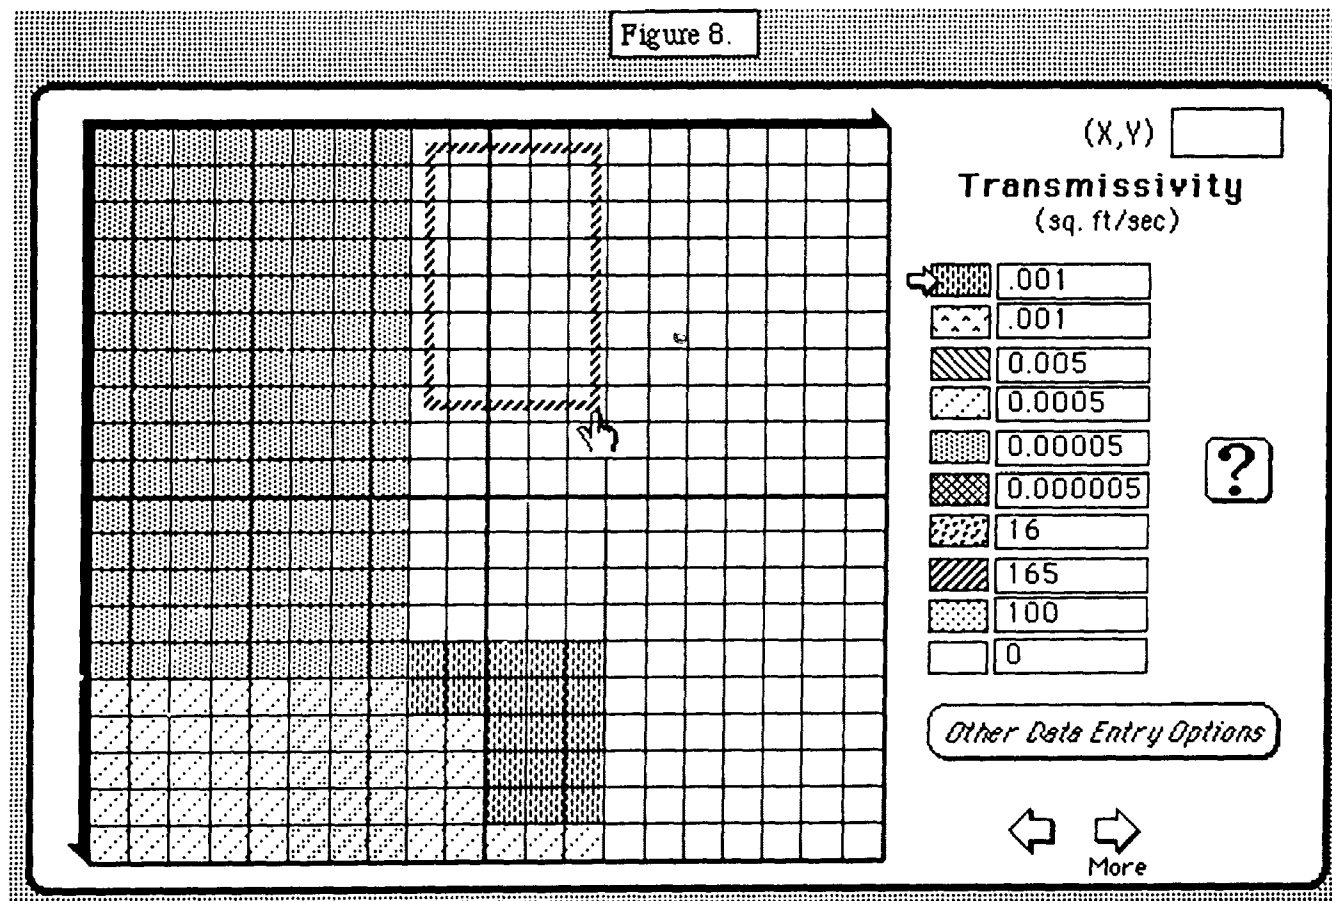 Figure 8.
(X,Y)
Transmissivity
(sq. ft/sec)
.001
.001
0.005
0.0005
0.00005
0.000005
16
165
100
0
?
Other Data Entry Options
More